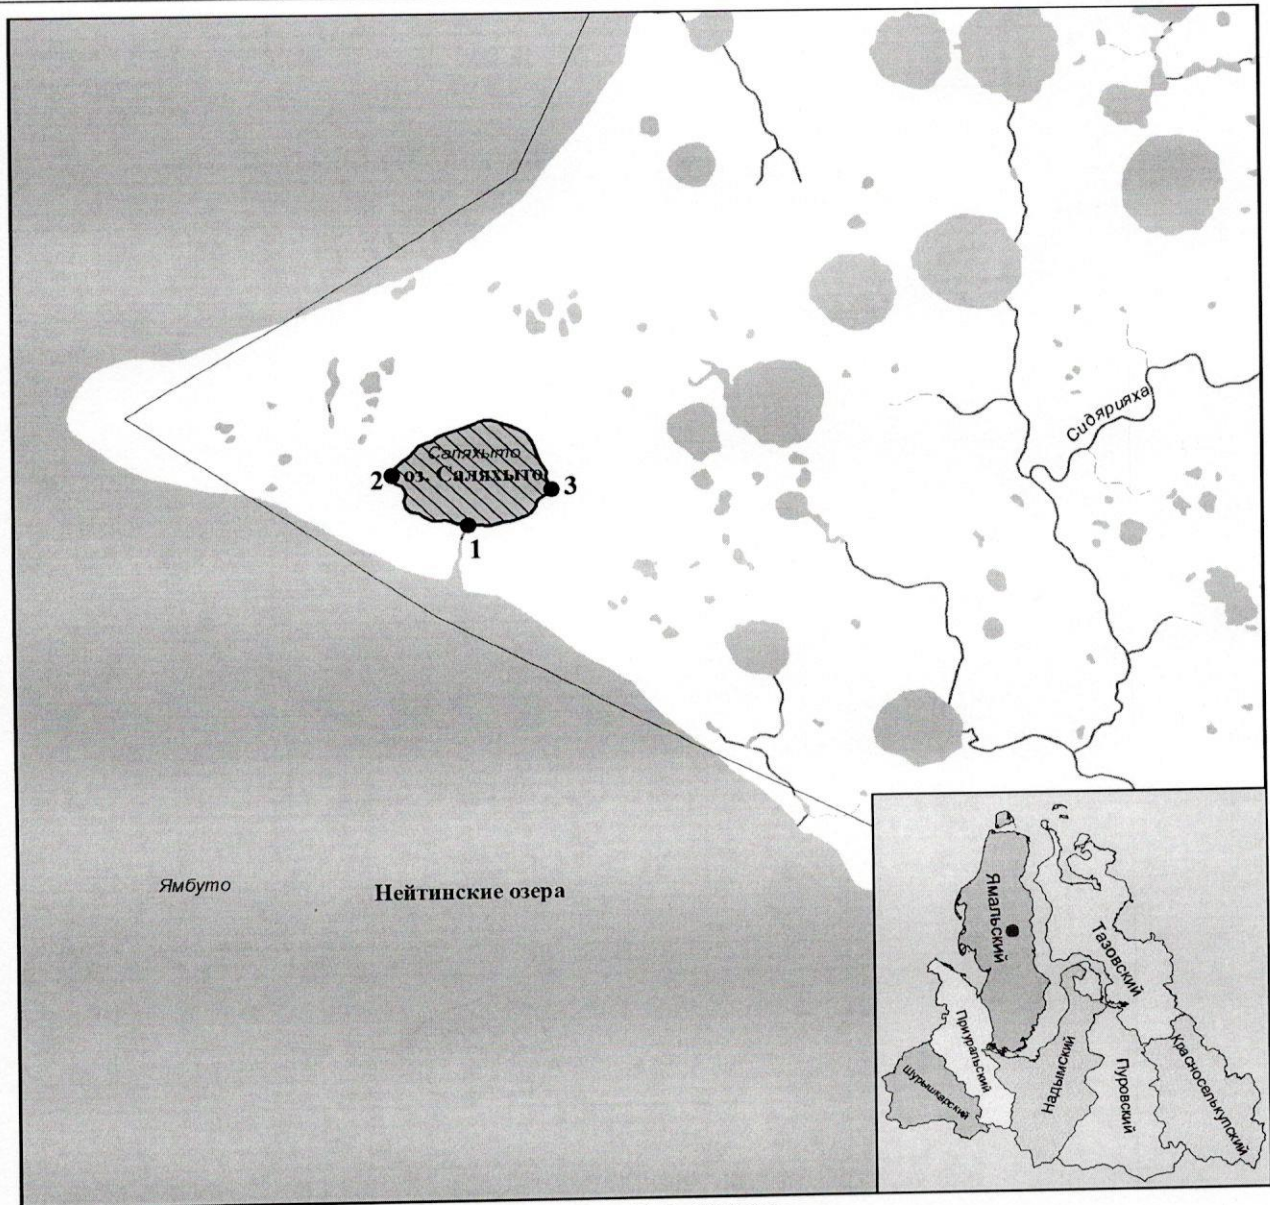 Сидярияха
Саляхыто
2 оз. Саляхыто 3
1
Ямбуто
Нейтинские озера
Ямальский
Тазовский
Приуральский
Шурышкарский
Надымский
Пуровский
Красноселькупский